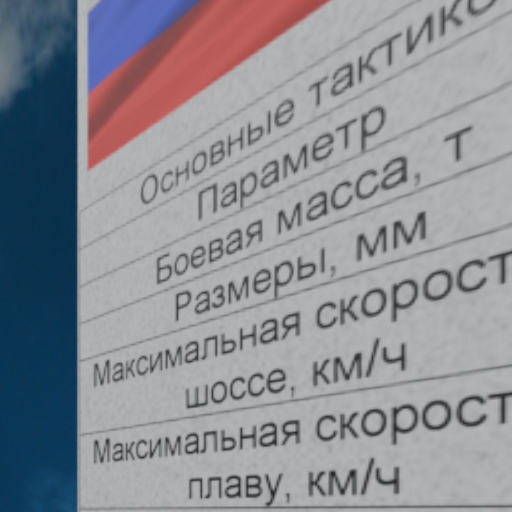 Основные тактико
Параметр
Боевая масса, т
Размеры, мм
Максимальная скорост
шоссе, км/ч
Максимальная скорост
плаву, км/ч